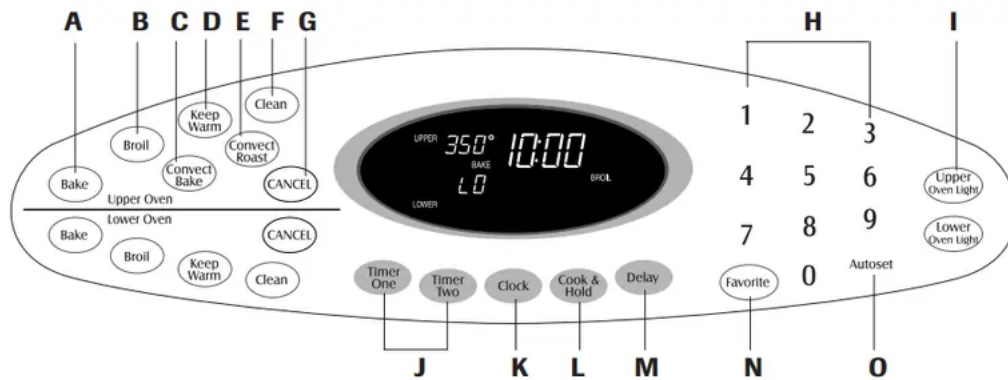 A B C D E F G H I
Clean
Keep
Warm
Broil
Convect
Roast
Convect
Bake
Bake
CANCEL
Upper Oven
Lower Oven
Bake
CANCEL
Broil
Keep
Warm
Clean
UPPER 350° 10:00
BAKE
BROIL
LO
LOWER
Timer
One
Timer
Two
Clock
Cook &
Hold
Delay
1 2 3
4 5 6
7 8 9
Favorite 0 Autoset
Upper
Oven Light
Lower
Oven Light
J K L M N O